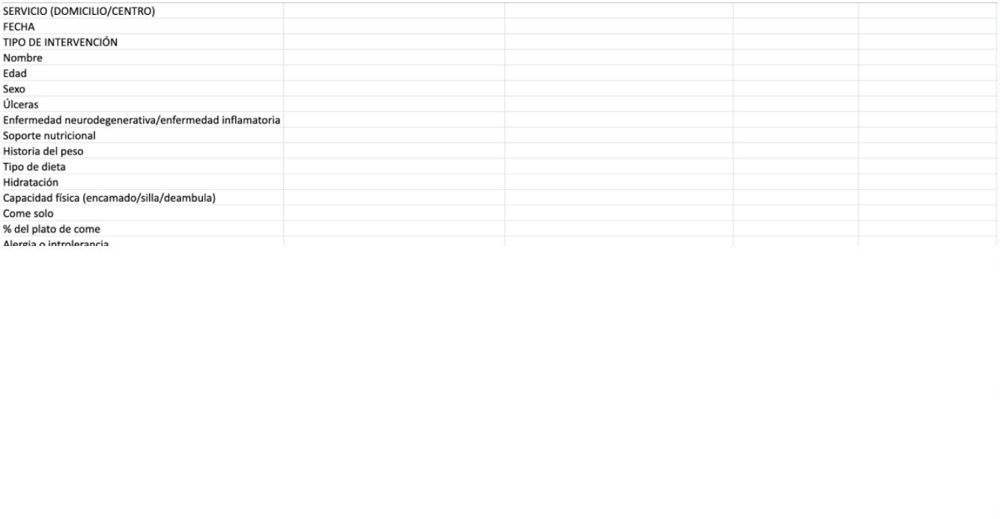 SERVICIO (DOMICILIO/CENTRO)
FECHA
TIPO DE INTERVENCIÓN
Nombre
Edad
Sexo
Úlceras
Enfermedad neurodegenerativa/enfermedad inflamatoria
Soporte nutricional
Historia del peso
Tipo de dieta
Hidratación
Capacidad física (encamado/silla/deambula)
Come solo
% del plato de come
Alergia o introlerancia